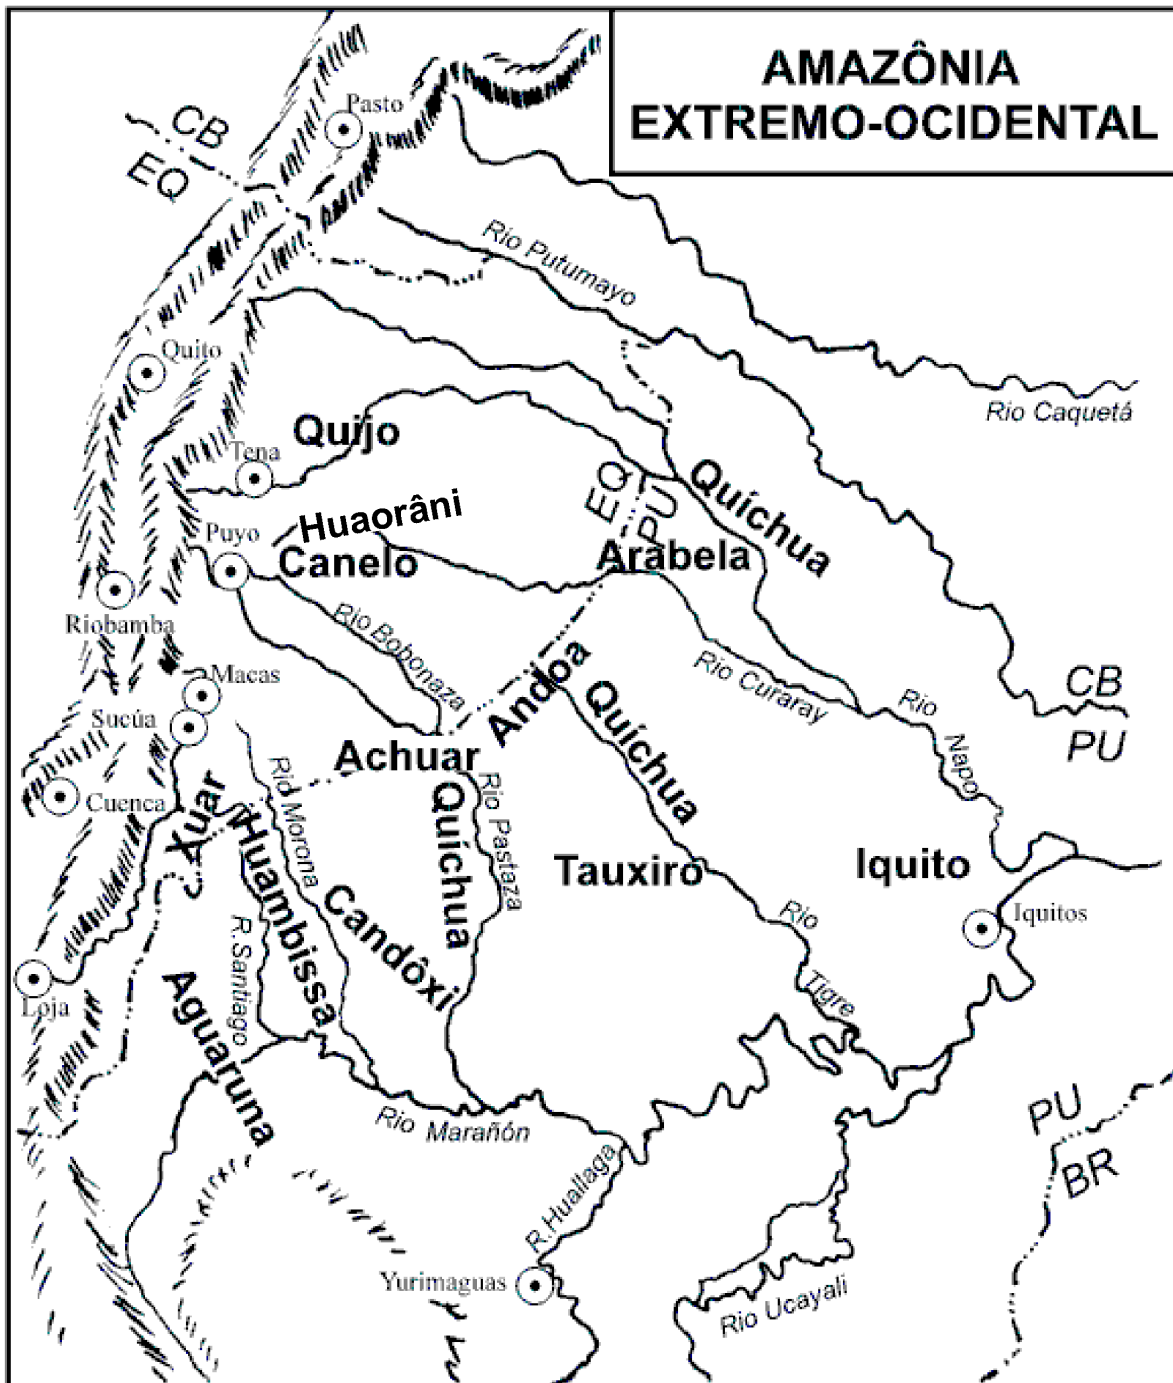 AMAZÔNIA
EXTREMO-OCIDENTAL
Pasto
CB
EQ
Rio Putumayo
Quito
Rio Caquetá
Quijo
Tena
EQ
PU
Quíchua
Huaorâni
Puyo
Canelo
Arabela
Riobamba
Rio Bobonaza
Macas
Andoa
Rio Curaray
CB
PU
Sucúa
Quíchua
Rio
Napo
Achuar
Cuenca
Xuar
Rio Morona
Quíchua
Rio Pastaza
Huambissa
Tauxiro
Iquito
Candôxi
Rio
Tigre
Iquitos
R.Santiago
Loja
Aguaruna
Rio Marañón
PU
BR
R.Huallaga
Yurimaguas
Rio Ucayali